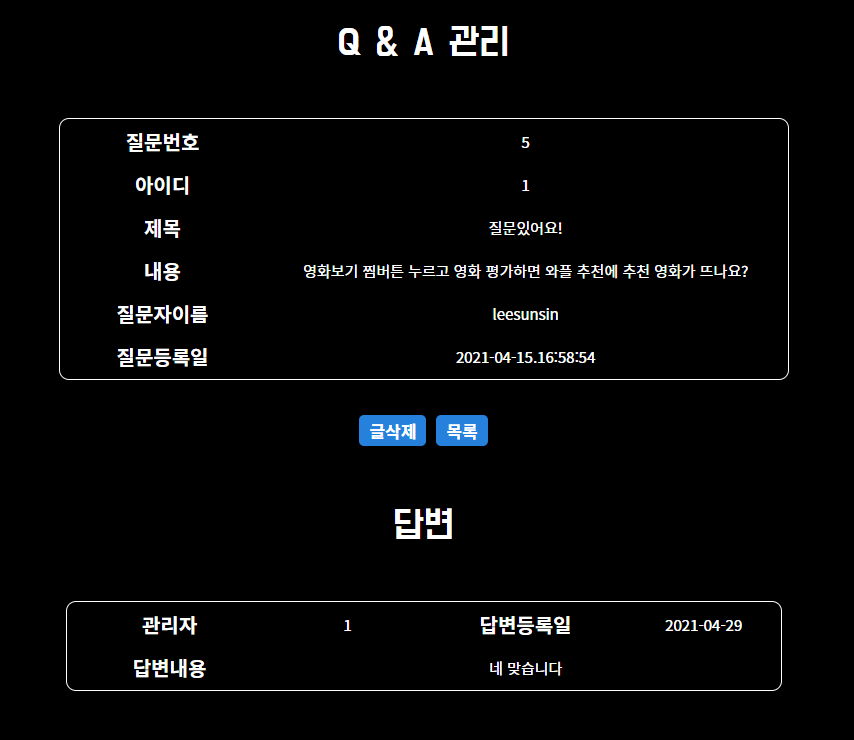 Q & A 관리
질문번호 5
아이디 1
제목 질문있어요!
내용 영화보기 찜버튼 누르고 영화 평가하면 와플 추천에 추천 영화가 뜨나요?
질문자이름 leesunsin
질문등록일 2021-04-15.16:58:54
글삭제 목록
답변
관리자 1 답변등록일 2021-04-29
답변내용 네 맞습니다